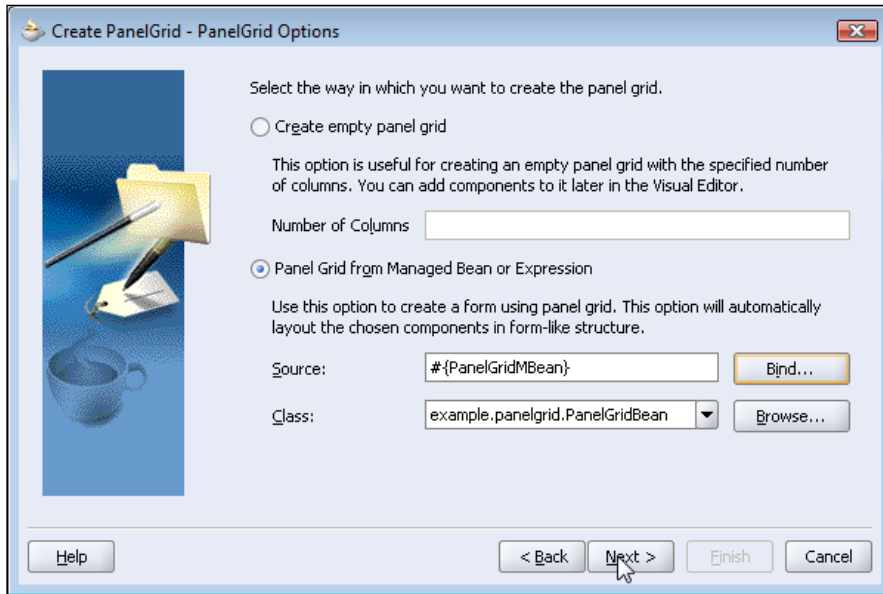 Create PanelGrid - PanelGrid Options
Select the way in which you want to create the panel grid.
Create empty panel grid
This option is useful for creating an empty panel grid with the specified number
of columns. You can add components to it later in the Visual Editor.
Number of Columns
Panel Grid from Managed Bean or Expression
Use this option to create a form using panel grid. This option will automatically
layout the chosen components in form-like structure.
Source: #{PanelGridMBean} Bind...
Class: example.panelgrid.PanelGridBean Browse...
Help < Back Next > Finish Cancel